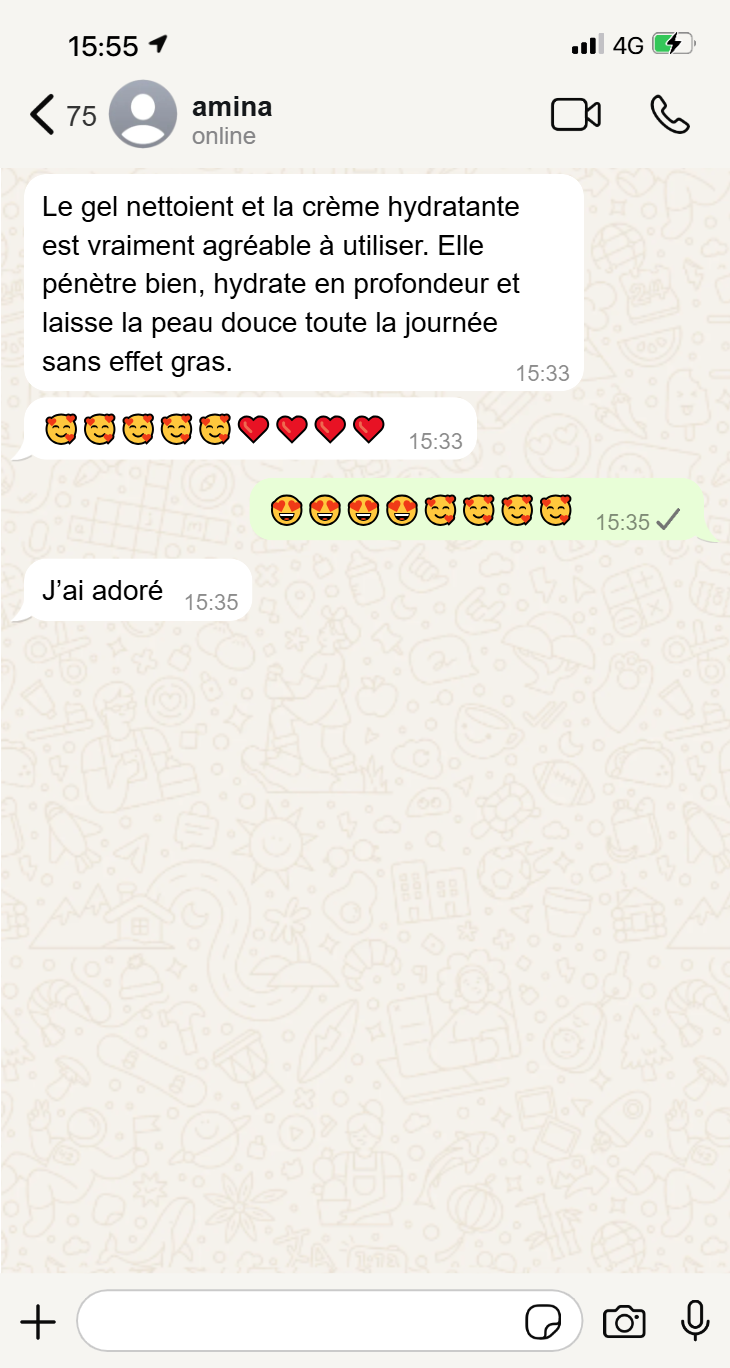 15:55
4G
75
amina
online
Le gel nettoient et la crème hydratante
est vraiment agréable à utiliser. Elle
pénètre bien, hydrate en profondeur et
laisse la peau douce toute la journée
sans effet gras.
15:33
🥰🥰🥰🥰🥰❤️❤️❤️❤️ 15:33
😍😍😍😍🥰🥰🥰🥰 15:35
J’ai adoré 15:35